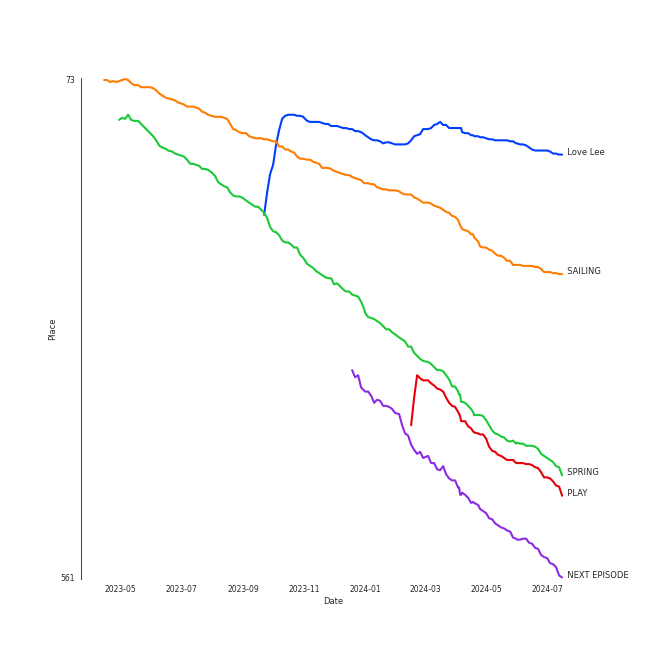 73
Love Lee
SAILING
Place
SPRING
PLAY
NEXT EPISODE
561
2023-05 2023-07 2023-09 2023-11 2024-01 2024-03 2024-05 2024-07
Date